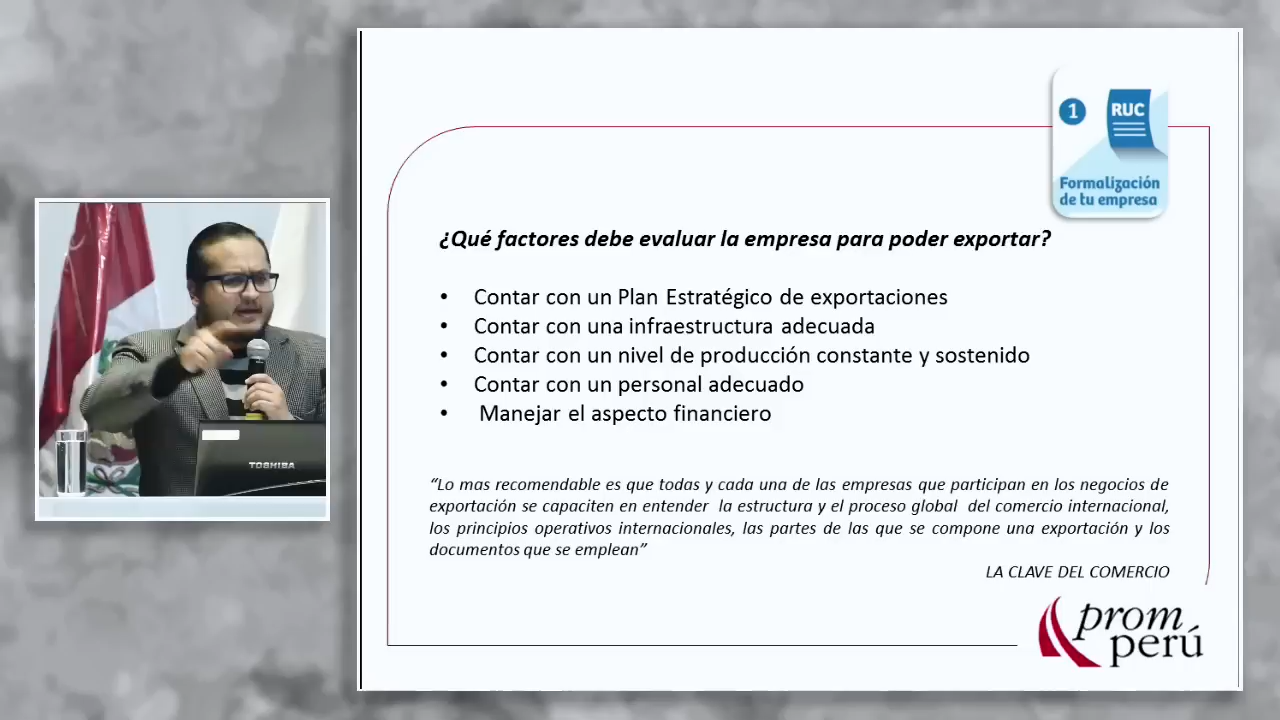 1
RUC
Formalización
de tu empresa
¿Qué factores debe evaluar la empresa para poder exportar?
• Contar con un Plan Estratégico de exportaciones
• Contar con una infraestructura adecuada
• Contar con un nivel de producción constante y sostenido
• Contar con un personal adecuado
• Manejar el aspecto financiero
“Lo mas recomendable es que todas y cada una de las empresas que participan en los negocios de
exportación se capaciten en entender la estructura y el proceso global del comercio internacional,
los principios operativos internacionales, las partes de las que se compone una exportación y los
documentos que se emplean”
LA CLAVE DEL COMERCIO
prom
perú
TOSHIBA